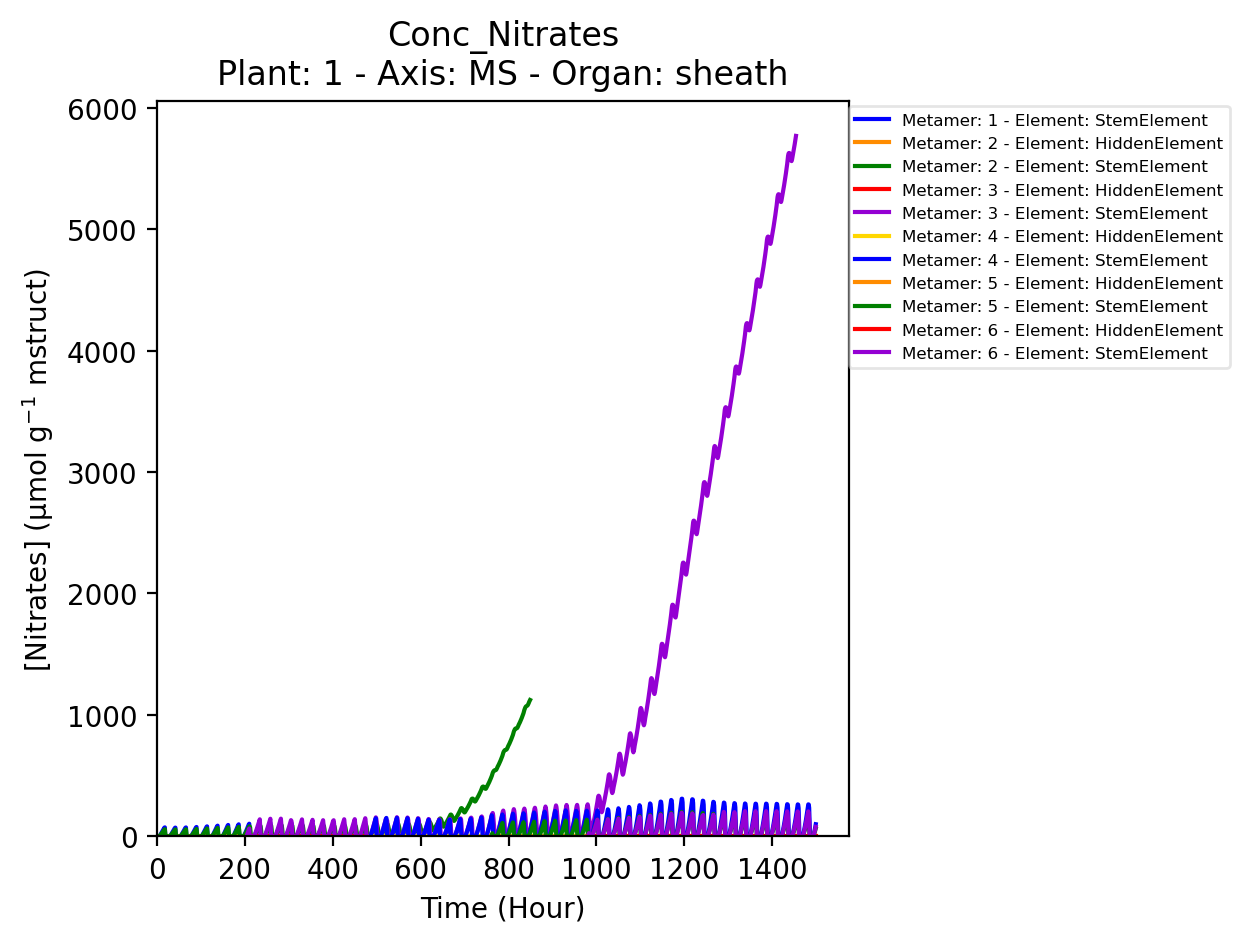 Conc_Nitrates
Plant: 1 - Axis: MS - Organ: sheath
6000
5000
4000
3000
2000
1000
0
[Nitrates] (µmol g⁻¹ mstruct)
0 200 400 600 800 1000 1200 1400
Time (Hour)
Metamer: 1 - Element: StemElement
Metamer: 2 - Element: HiddenElement
Metamer: 2 - Element: StemElement
Metamer: 3 - Element: HiddenElement
Metamer: 3 - Element: StemElement
Metamer: 4 - Element: HiddenElement
Metamer: 4 - Element: StemElement
Metamer: 5 - Element: HiddenElement
Metamer: 5 - Element: StemElement
Metamer: 6 - Element: HiddenElement
Metamer: 6 - Element: StemElement